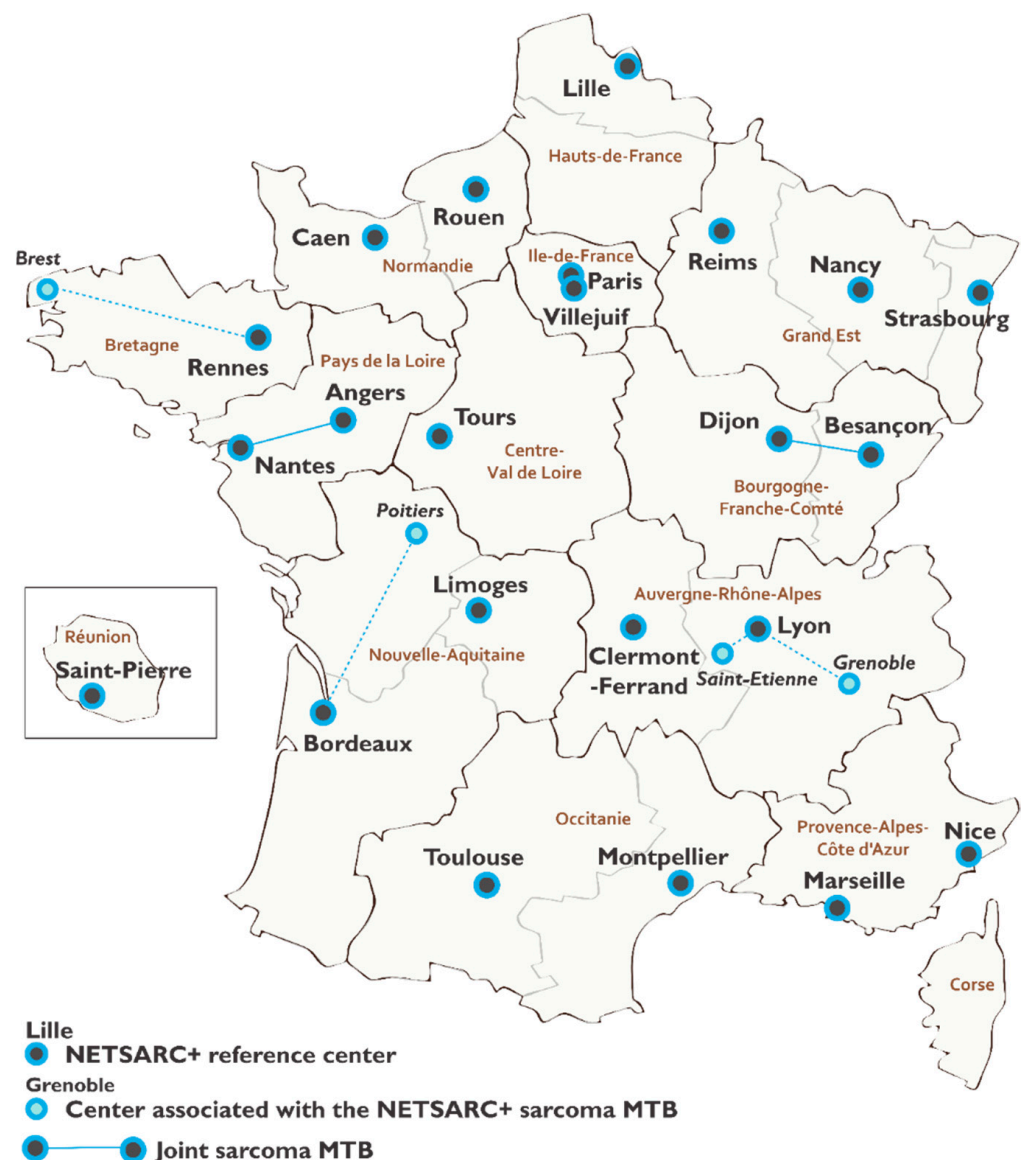 Lille
Hauts-de-France
Rouen
Caen
Normandie
Ile-de-France
Paris
Villejuif
Reims
Nancy
Strasbourg
Grand Est
Brest
Bretagne
Rennes
Pays de la Loire
Angers
Nantes
Tours
Centre-
Val de Loire
Dijon
Besançon
Bourgogne-
Franche-Comté
Poitiers
Limoges
Nouvelle-Aquitaine
Bordeaux
Auvergne-Rhône-Alpes
Clermont
-Ferrand
Lyon
Saint-Etienne
Grenoble
Réunion
Saint-Pierre
Occitanie
Toulouse
Montpellier
Provence-Alpes-
Côte d'Azur
Nice
Marseille
Corse
Lille
NETSARC+ reference center
Grenoble
Center associated with the NETSARC+ sarcoma MTB
Joint sarcoma MTB